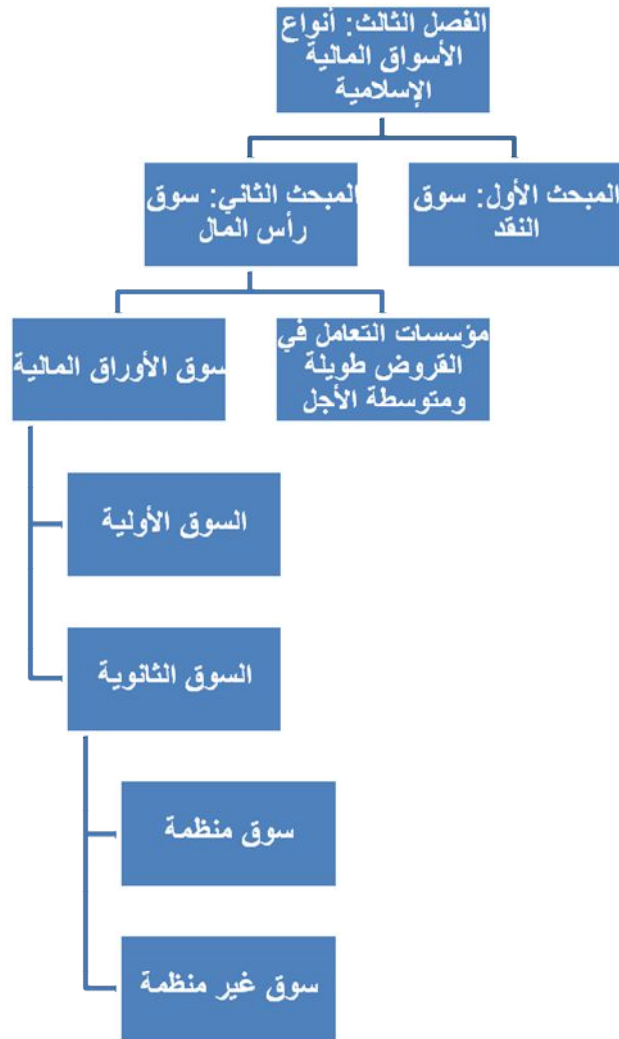 الفصل الثالث: أنواع
الأسواق المالية
الإسلامية
المبحث الأول: سوق
النقد
المبحث الثاني: سوق
رأس المال
مؤسسات التعامل في
القروض طويلة
ومتوسطة الأجل
سوق الأوراق المالية
السوق الأولية
السوق الثانوية
سوق منظمة
سوق غير منظمة